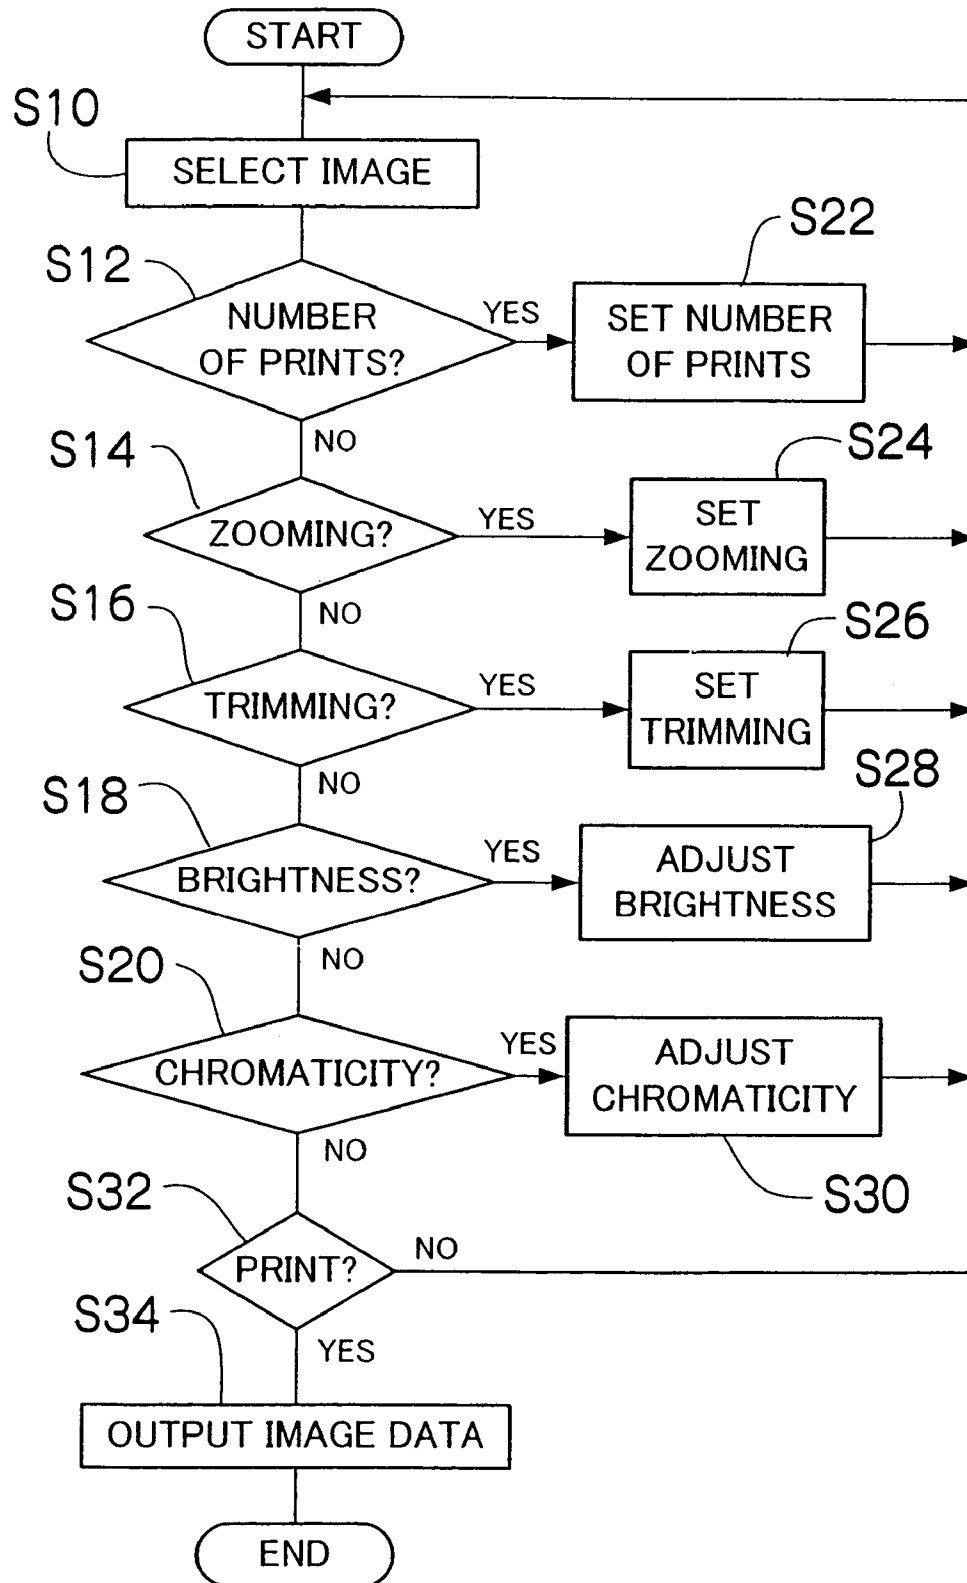 START
S10
SELECT IMAGE
S12
NUMBER
OF PRINTS?
YES
S22
SET NUMBER
OF PRINTS
NO
S14
ZOOMING?
YES
S24
SET
ZOOMING
NO
S16
TRIMMING?
YES
S26
SET
TRIMMING
NO
S18
BRIGHTNESS?
YES
S28
ADJUST
BRIGHTNESS
NO
S20
CHROMATICITY?
YES
ADJUST
CHROMATICITY
S30
NO
S32
PRINT?
NO
YES
S34
OUTPUT IMAGE DATA
END